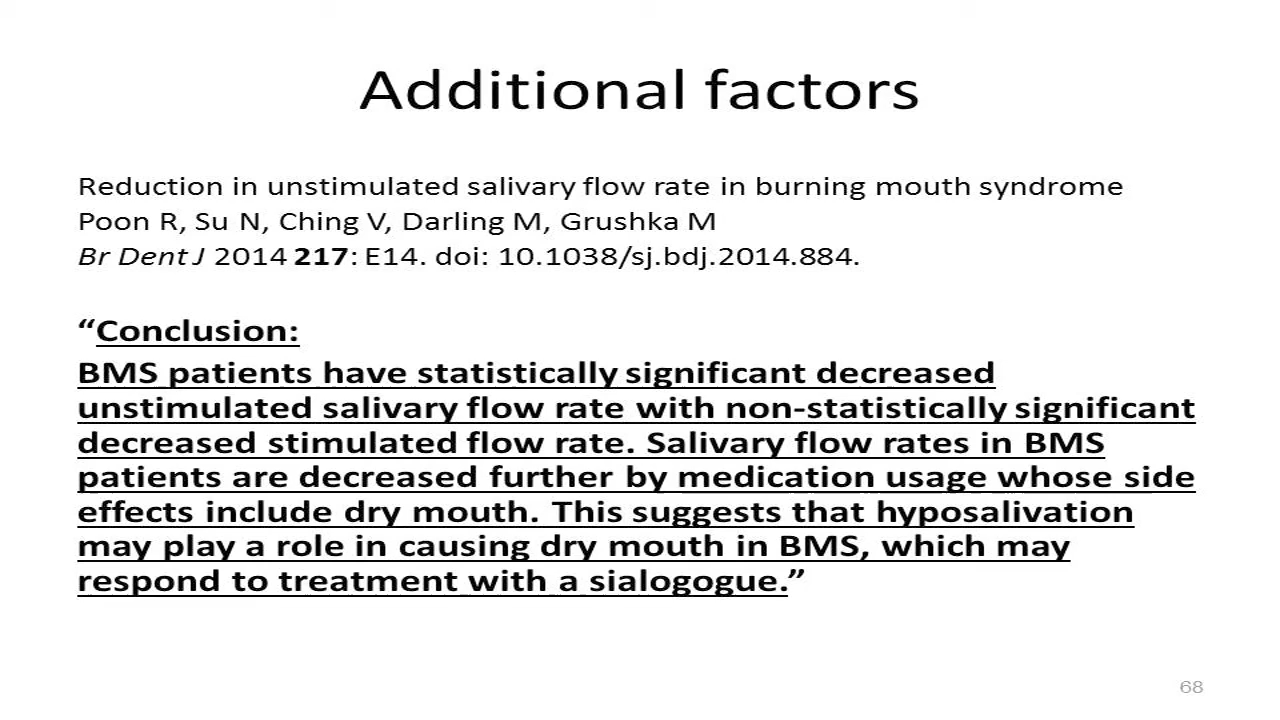 Additional factors
Reduction in unstimulated salivary flow rate in burning mouth syndrome
Poon R, Su N, Ching V, Darling M, Grushka M
Br Dent J 2014 217: E14. doi: 10.1038/sj.bdj.2014.884.
“Conclusion:
BMS patients have statistically significant decreased
unstimulated salivary flow rate with non-statistically significant
decreased stimulated flow rate. Salivary flow rates in BMS
patients are decreased further by medication usage whose side
effects include dry mouth. This suggests that hyposalivation
may play a role in causing dry mouth in BMS, which may
respond to treatment with a sialogogue.”
68